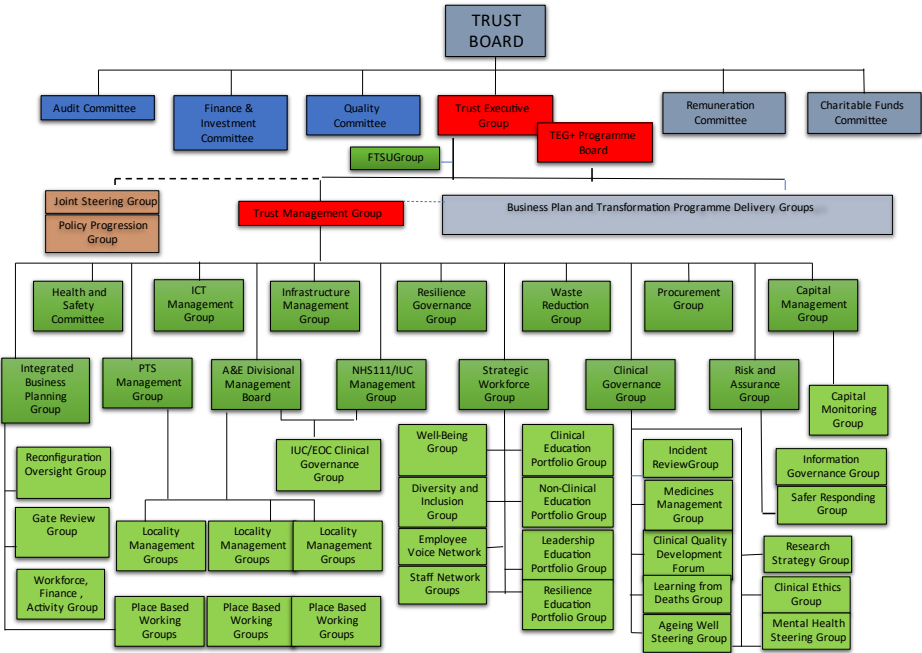 TRUST
BOARD
Audit Committee
Finance &
Investment
Committee
Quality
Committee
Trust Executive
Group
Remuneration
Committee
Charitable Funds
Committee
TEG+ Programme
Board
FTSUGroup
Joint Steering Group
Policy Progression
Group
Trust Management Group
Business Plan and Transformation Programme Delivery Groups
Health and
Safety
Committee
ICT
Management
Group
Infrastructure
Management
Group
Resilience
Governance
Group
Waste
Reduction
Group
Procurement
Group
Capital
Management
Group
Integrated
Business
Planning
Group
PTS
Management
Group
A&E Divisional
Management
Board
NHS111/IUC
Management
Group
Strategic
Workforce
Group
Clinical
Governance
Group
Risk and
Assurance
Group
Capital
Monitoring
Group
IUC/EOC Clinical
Governance
Group
Reconfiguration
Oversight Group
Gate Review
Group
Workforce,
Finance ,
Activity Group
Locality
Management
Groups
Locality
Management
Groups
Locality
Management
Groups
Place Based
Working
Groups
Place Based
Working
Groups
Place Based
Working
Groups
Well-Being
Group
Diversity and
Inclusion
Group
Employee
Voice Network
Staff Network
Groups
Clinical
Education
Portfolio Group
Non-Clinical
Education
Portfolio Group
Leadership
Education
Portfolio Group
Resilience
Education
Portfolio Group
Incident
ReviewGroup
Medicines
Management
Group
Clinical Quality
Development
Forum
Learning from
Deaths Group
Ageing Well
Steering Group
Information
Governance Group
Safer Responding
Group
Research
Strategy Group
Clinical Ethics
Group
Mental Health
Steering Group